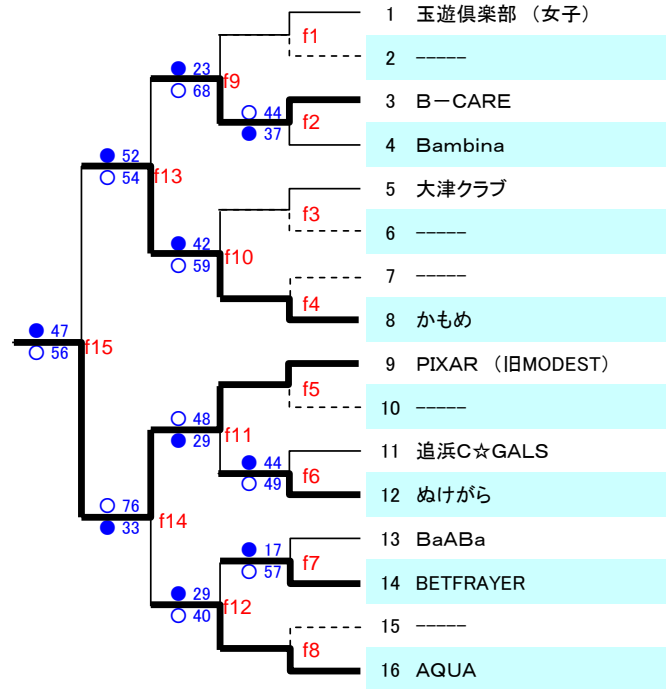 1 玉遊倶楽部 (女子)
f1
● 23
f9
2 -----
○ 68
3 B-CARE
○ 44
f2
● 37
4 Bambina
● 52
○ 54
f13
5 大津クラブ
f3
6 -----
● 42
f10
○ 59
7 -----
f4
8 かもめ
● 47
○ 56
f15
9 PIXAR (旧MODEST)
f5
10 -----
○ 48
f11
● 29
11 追浜C☆GALS
● 44
f6
○ 49
12 ぬけがら
○ 76
f14
● 33
13 BaABa
● 17
f7
○ 57
14 BETFRAYER
● 29
f12
○ 40
15 -----
f8
16 AQUA